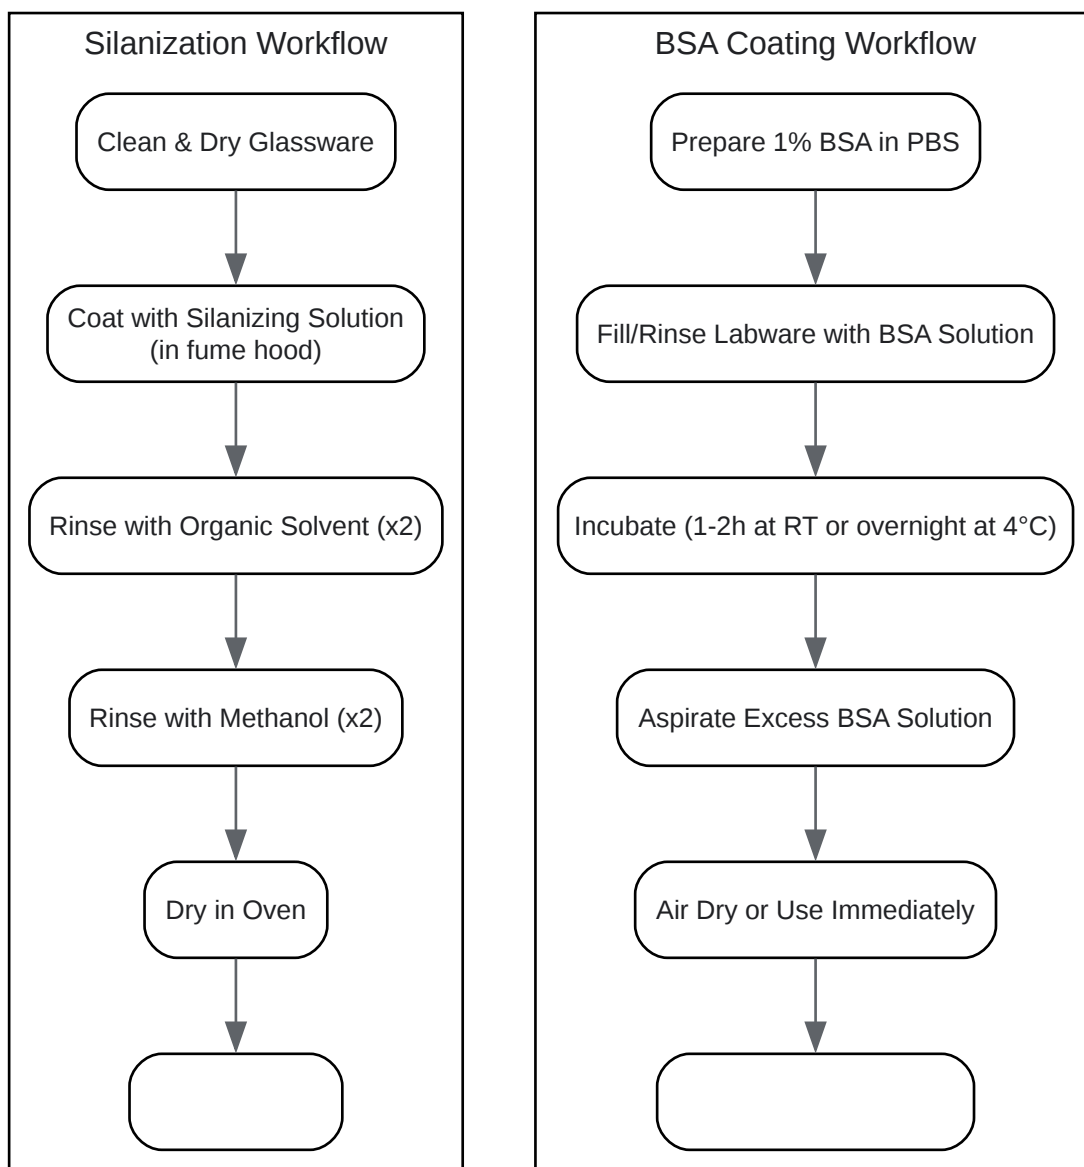 Silanization Workflow
Clean & Dry Glassware
Coat with Silanizing Solution
(in fume hood)
Rinse with Organic Solvent (x2)
Rinse with Methanol (x2)
Dry in Oven
BSA Coating Workflow
Prepare 1% BSA in PBS
Fill/Rinse Labware with BSA Solution
Incubate (1-2h at RT or overnight at 4°C)
Aspirate Excess BSA Solution
Air Dry or Use Immediately